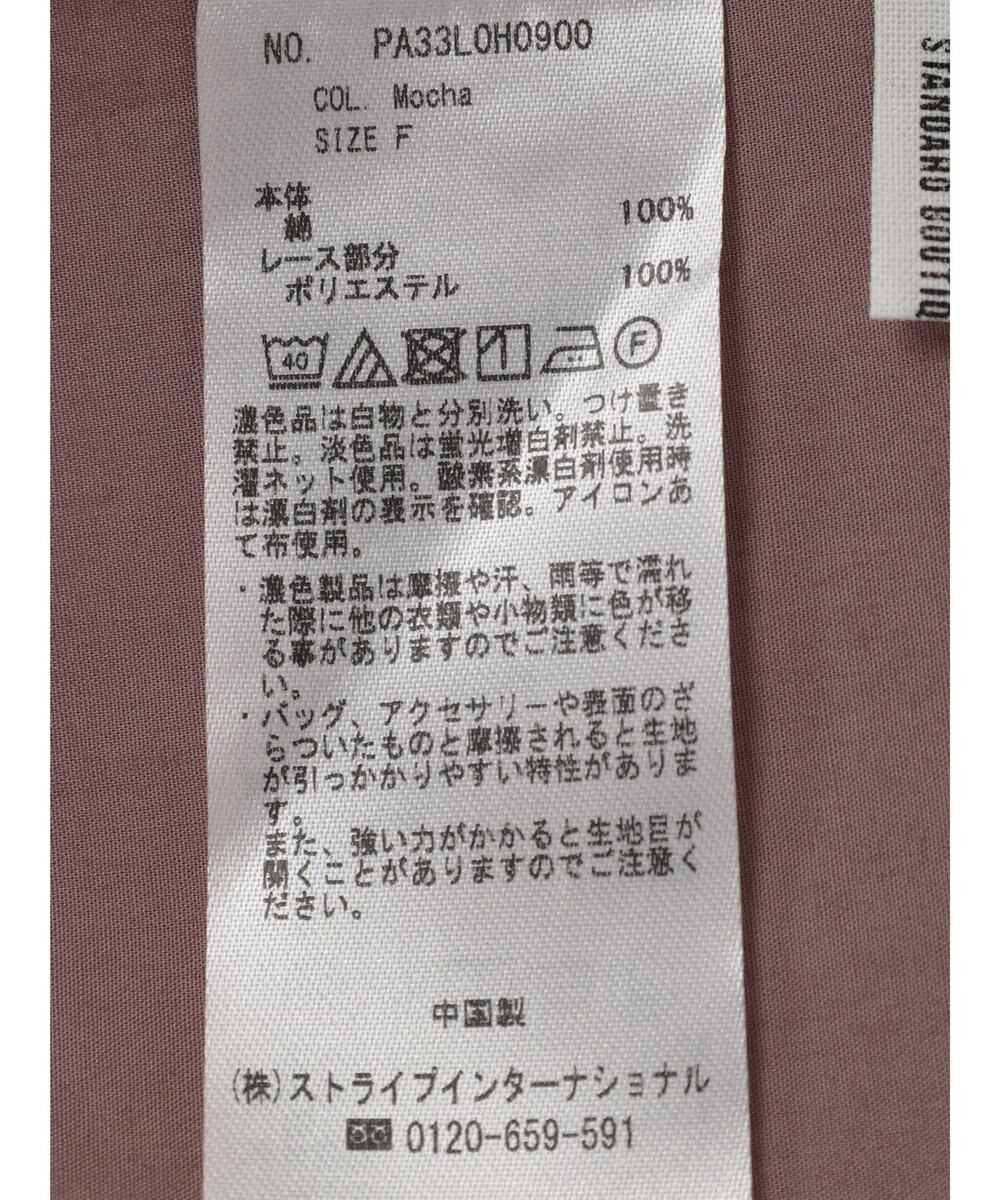 NO. PA33L0H0900
COL. Mocha
SIZE F
本体
綿 100%
レース部分
ポリエステル 100%
40
F
濃色品は白物と分別洗い。つけ置き
禁止。淡色品は蛍光増白剤禁止。洗
濯ネット使用。酸素系漂白剤使用時
は漂白剤の表示を確認。アイロンあ
て布使用。
・濃色製品は摩擦や汗、雨等で濡れ
た際に他の衣類や小物類に色が移
る事がありますのでご注意くださ
い。
・バッグ、アクセサリーや表面のざ
らついたものと摩擦されると生地
が引っかかりやすい特性がありま
す。
また、強い力がかかると生地目が
開くことがありますのでご注意く
ださい。
中国製
(株)ストライプインターナショナル
0120-659-591
STANDARD BOUTIQ